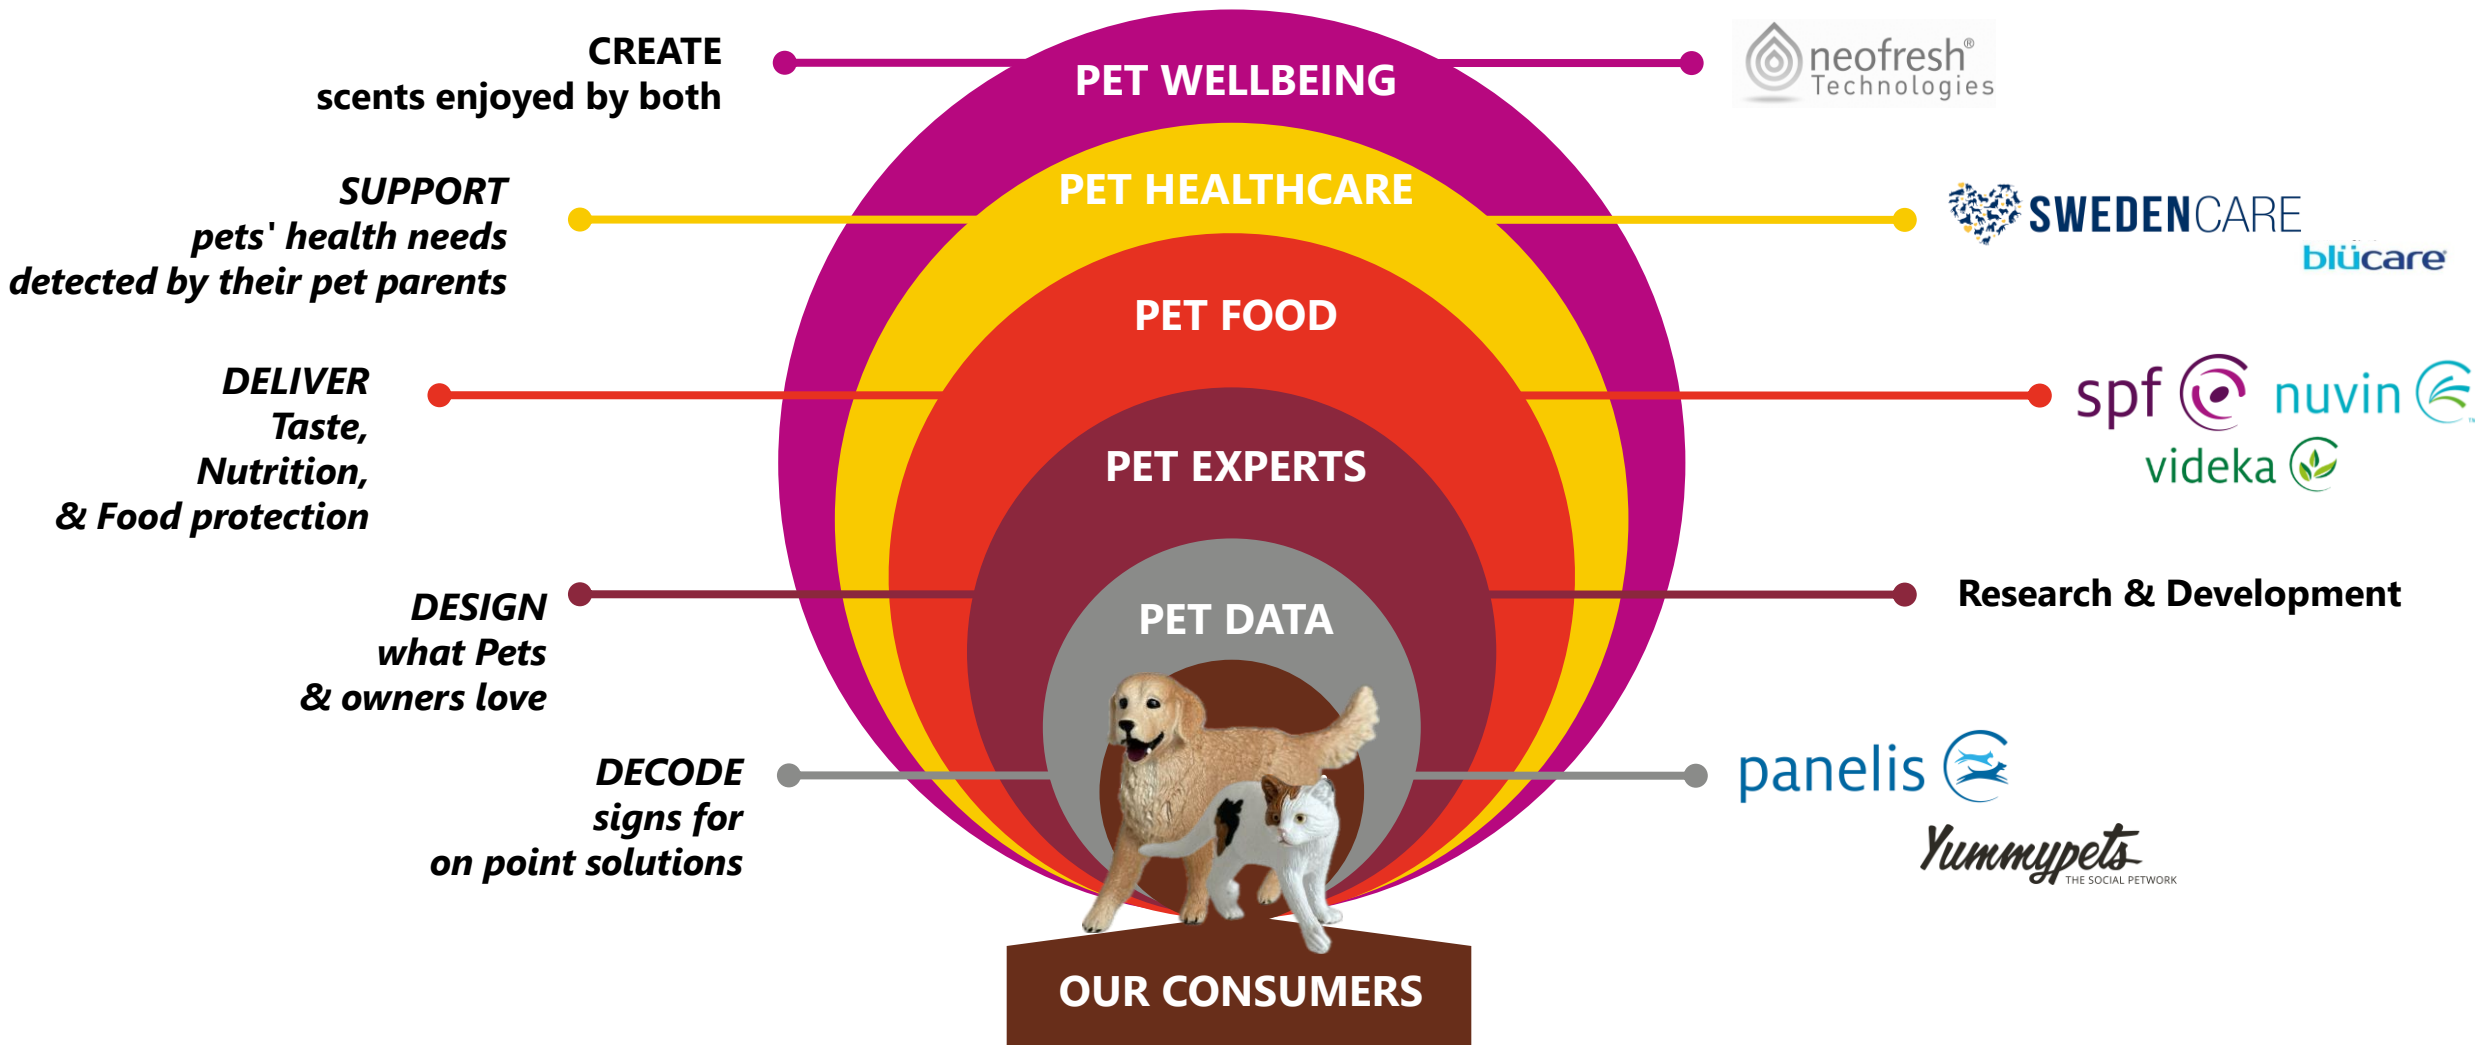 CREATE
scents enjoyed by both
PET WELLBEING
neofresh®
Technologies
SUPPORT
pets' health needs
detected by their pet parents
PET HEALTHCARE
SWEDENCARE
blücare
DELIVER
Taste,
Nutrition,
& Food protection
PET FOOD
spf
nuvin
videka
DESIGN
what Pets
& owners love
PET EXPERTS
Research & Development
DECODE
signs for
on point solutions
PET DATA
panelis
Yummypets
THE SOCIAL PETWORK
OUR CONSUMERS